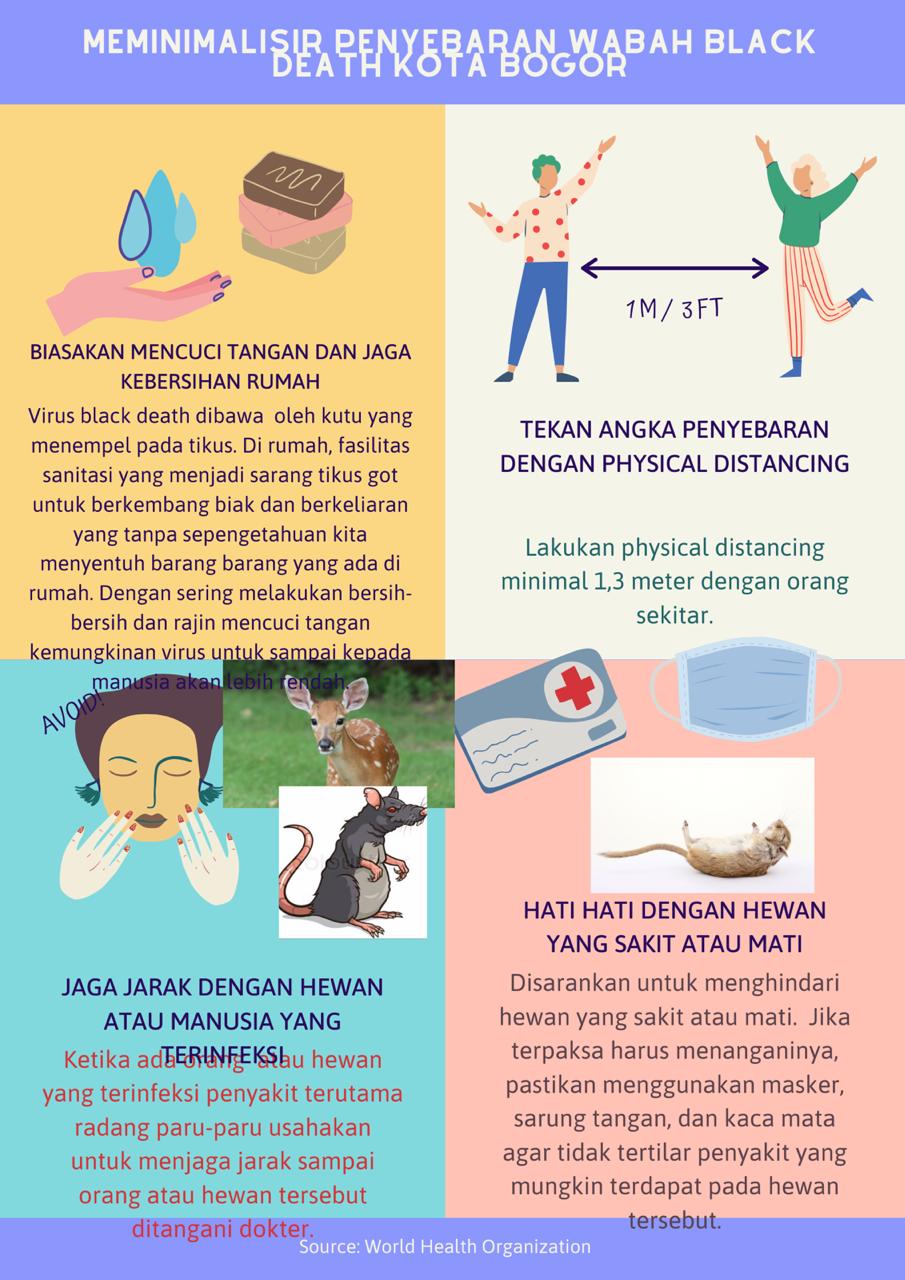 MEMINIMALISIR PENYEBARAN WABAH BLACK
DEATH KOTA BOGOR
BIASAKAN MENCUCI TANGAN DAN JAGA
KEBERSIHAN RUMAH
Virus black death dibawa oleh kutu yang
menempel pada tikus. Di rumah, fasilitas
sanitasi yang menjadi sarang tikus got
untuk berkembang biak dan berkeliaran
yang tanpa sepengetahuan kita
menyentuh barang barang yang ada di
rumah. Dengan sering melakukan bersih-
bersih dan rajin mencuci tangan
kemungkinan virus untuk sampai kepada
manusia akan lebih rendah.
1M/ 3FT
TEKAN ANGKA PENYEBARAN
DENGAN PHYSICAL DISTANCING
Lakukan physical distancing
minimal 1,3 meter dengan orang
sekitar.
AVOID!
JAGA JARAK DENGAN HEWAN
ATAU MANUSIA YANG
TERINFEKSI
Ketika ada orang atau hewan
yang terinfeksi penyakit terutama
radang paru-paru usahakan
untuk menjaga jarak sampai
orang atau hewan tersebut
ditangani dokter.
HATI HATI DENGAN HEWAN
YANG SAKIT ATAU MATI
Disarankan untuk menghindari
hewan yang sakit atau mati. Jika
terpaksa harus menanganinya,
pastikan menggunakan masker,
sarung tangan, dan kaca mata
agar tidak tertilar penyakit yang
mungkin terdapat pada hewan
tersebut.
Source: World Health Organization